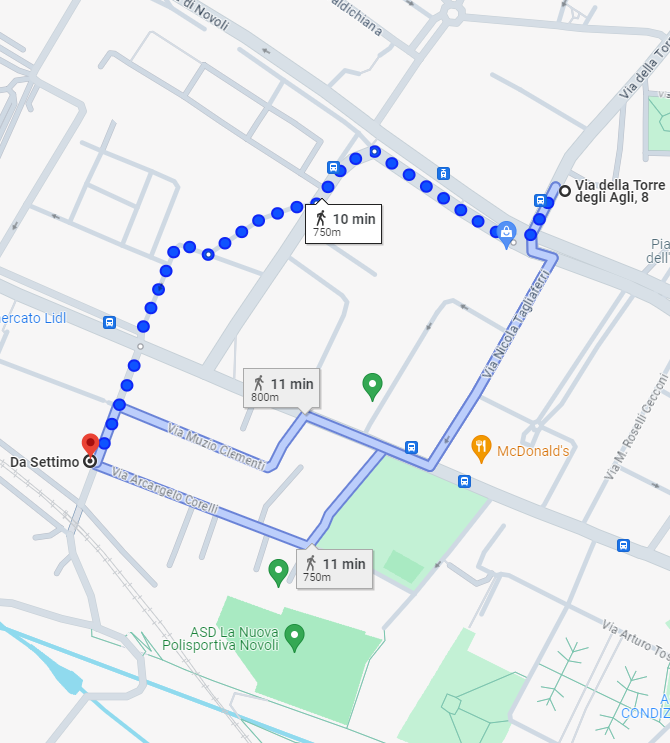 di Novoli
aldichiana
Via della Torre
Via
Via della Torre
degli Agli, 8
10 min
750m
Pia
dell'
ercato Lidl
Via Nicola Tagliaferri
11 min
800m
Via M. Roselli Cecconi
Via Muzio Clementi
McDonald's
Da Settimo
Via Arcangelo Corelli
11 min
750m
ASD La Nuova
Polisportiva Novoli
Via Arturo Tos
A
CONDIZ